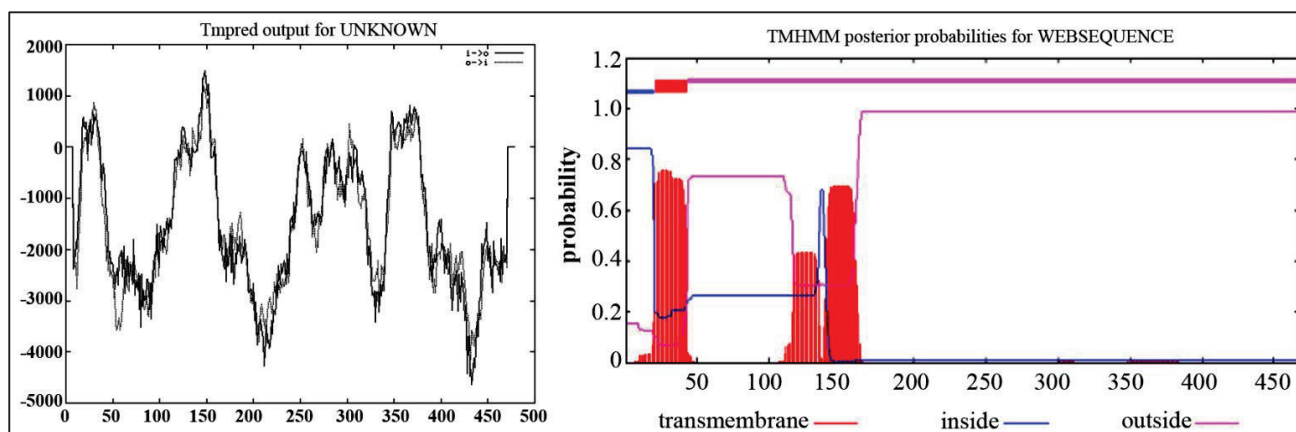 Tmpred output for UNKNOWN
i->o
o->i
2000
1000
0
-1000
-2000
-3000
-4000
-5000
0 50 100 150 200 250 300 350 400 450 500
TMHMM posterior probabilities for WEBSEQUENCE
probability
1.2
1.0
0.8
0.6
0.4
0.2
0
50 100 150 200 250 300 350 400 450
transmembrane inside outside